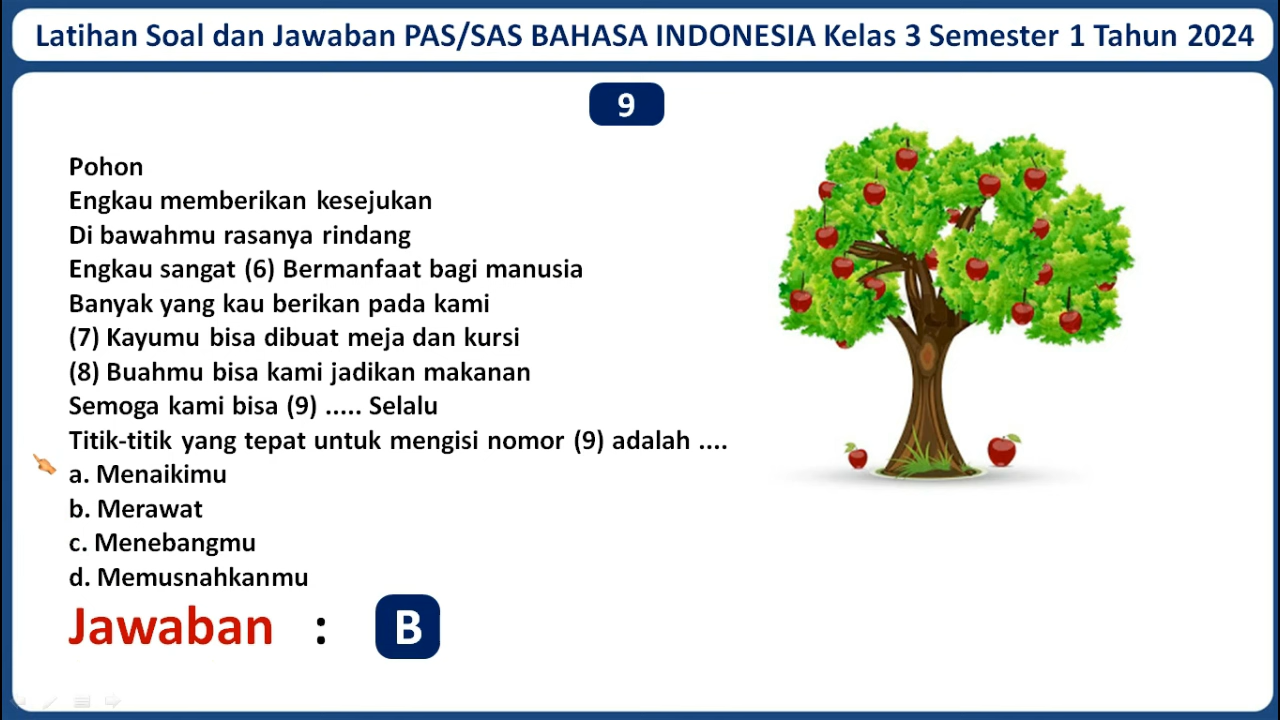 Latihan Soal dan Jawaban PAS/SAS BAHASA INDONESIA Kelas 3 Semester 1 Tahun 2024
9
Pohon
Engkau memberikan kesejukan
Di bawahmu rasanya rindang
Engkau sangat (6) Bermanfaat bagi manusia
Banyak yang kau berikan pada kami
(7) Kayumu bisa dibuat meja dan kursi
(8) Buahmu bisa kami jadikan makanan
Semoga kami bisa (9) ..... Selalu
Titik-titik yang tepat untuk mengisi nomor (9) adalah ....
a. Menaikimu
b. Merawat
c. Menebangmu
d. Memusnahkanmu
Jawaban : B